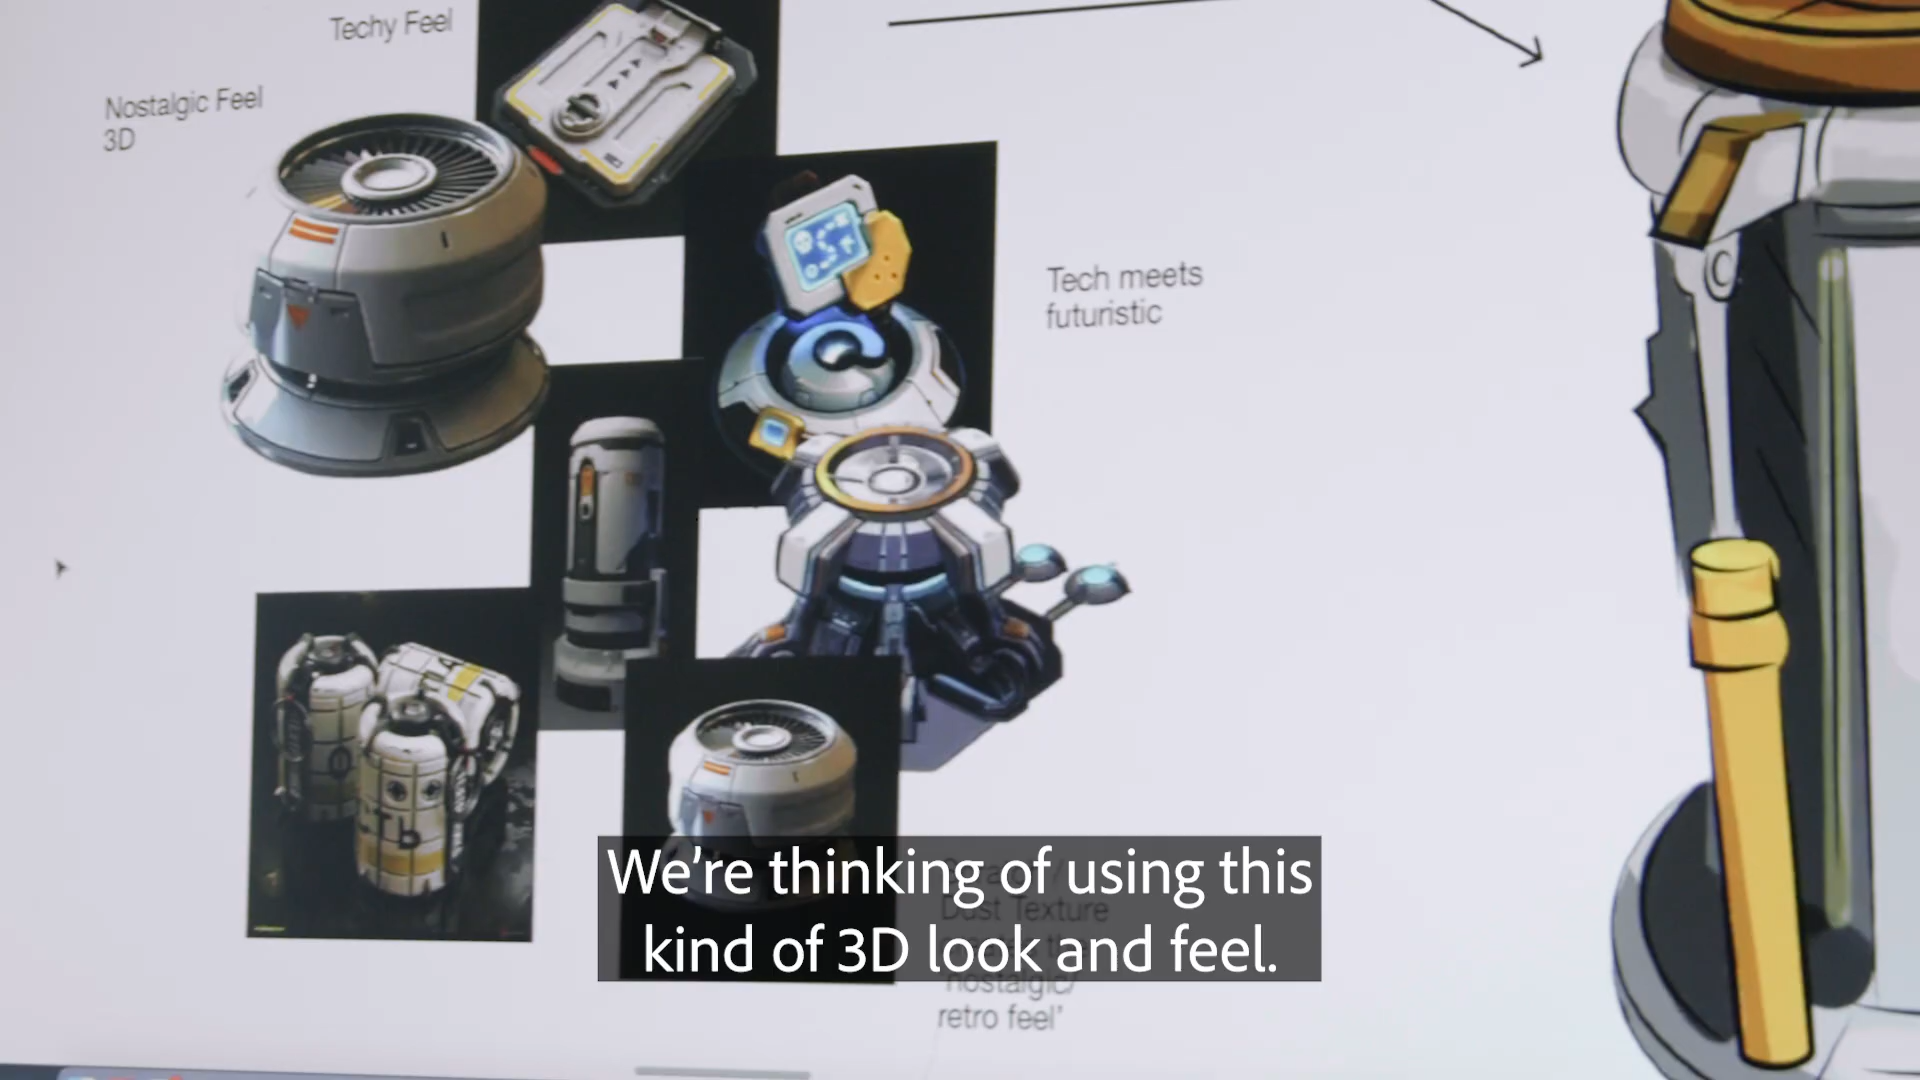 Techy Feel
Nostalgic Feel
3D
Tech meets
futuristic
Dust Texture
nostalgic/
retro feel'
We're thinking of using this
kind of 3D look and feel.